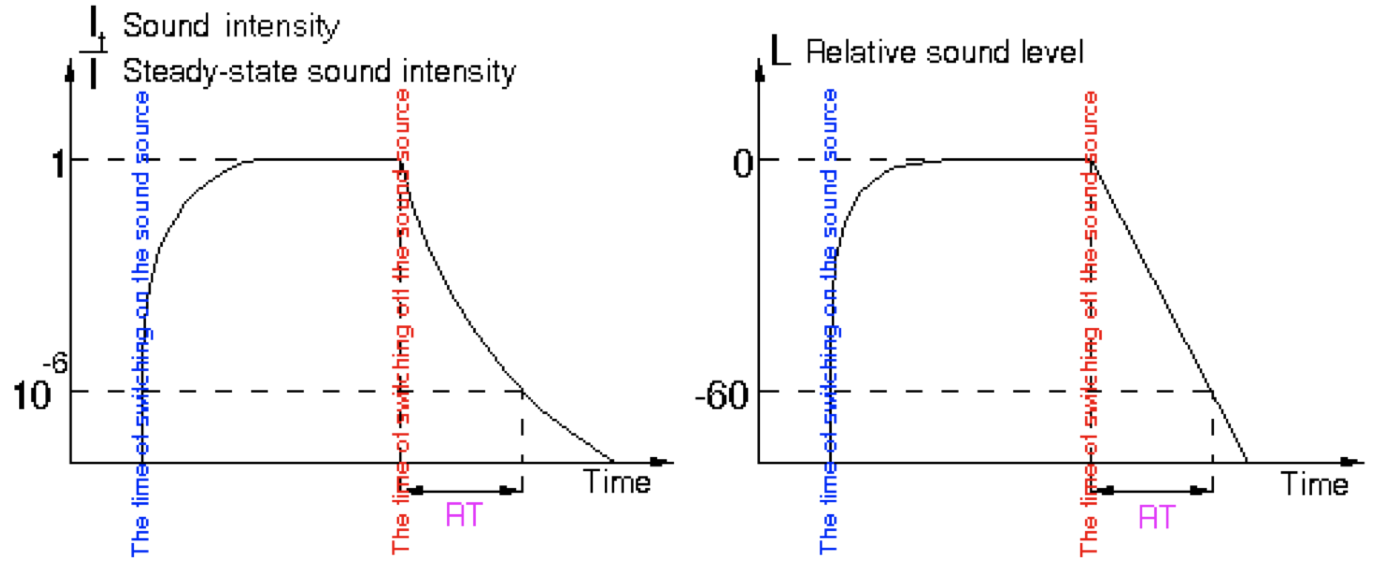 I_t Sound intensity
I Steady-state sound intensity
1
10^-6
The time of switching on the sound source
The time of switching off the sound source
RT
Time
L Relative sound level
0
-60
The time of switching on the sound source
The time of switching off the sound source
RT
Time